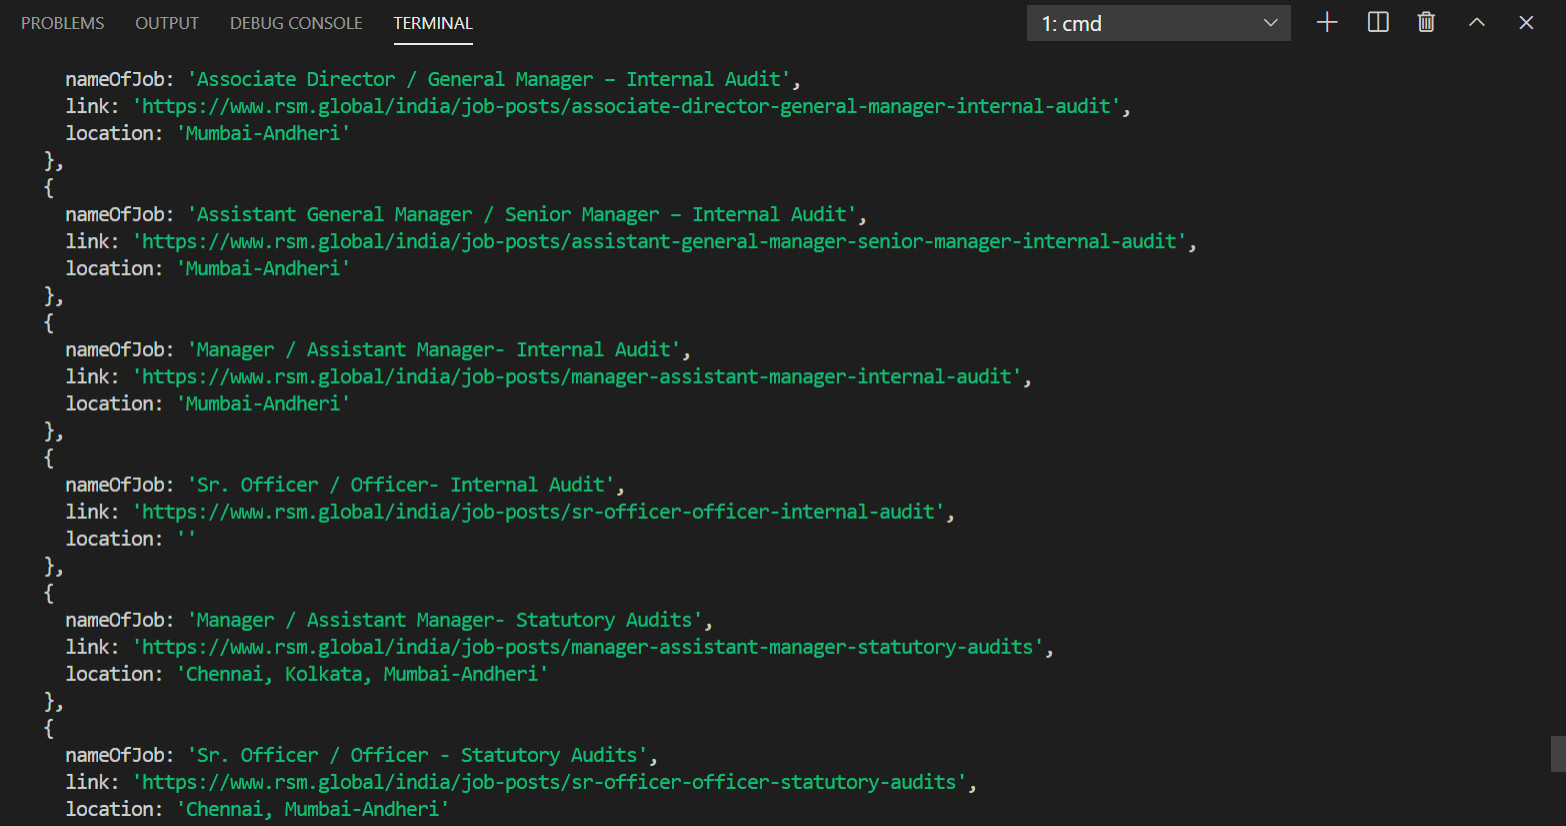 PROBLEMS OUTPUT DEBUG CONSOLE TERMINAL 1: cmd
nameOfJob: 'Associate Director / General Manager – Internal Audit',
link: 'https://www.rsm.global/india/job-posts/associate-director-general-manager-internal-audit',
location: 'Mumbai-Andheri'
},
{
nameOfJob: 'Assistant General Manager / Senior Manager – Internal Audit',
link: 'https://www.rsm.global/india/job-posts/assistant-general-manager-senior-manager-internal-audit',
location: 'Mumbai-Andheri'
},
{
nameOfJob: 'Manager / Assistant Manager- Internal Audit',
link: 'https://www.rsm.global/india/job-posts/manager-assistant-manager-internal-audit',
location: 'Mumbai-Andheri'
},
{
nameOfJob: 'Sr. Officer / Officer- Internal Audit',
link: 'https://www.rsm.global/india/job-posts/sr-officer-officer-internal-audit',
location: ''
},
{
nameOfJob: 'Manager / Assistant Manager- Statutory Audits',
link: 'https://www.rsm.global/india/job-posts/manager-assistant-manager-statutory-audits',
location: 'Chennai, Kolkata, Mumbai-Andheri'
},
{
nameOfJob: 'Sr. Officer / Officer - Statutory Audits',
link: 'https://www.rsm.global/india/job-posts/sr-officer-officer-statutory-audits',
location: 'Chennai, Mumbai-Andheri'